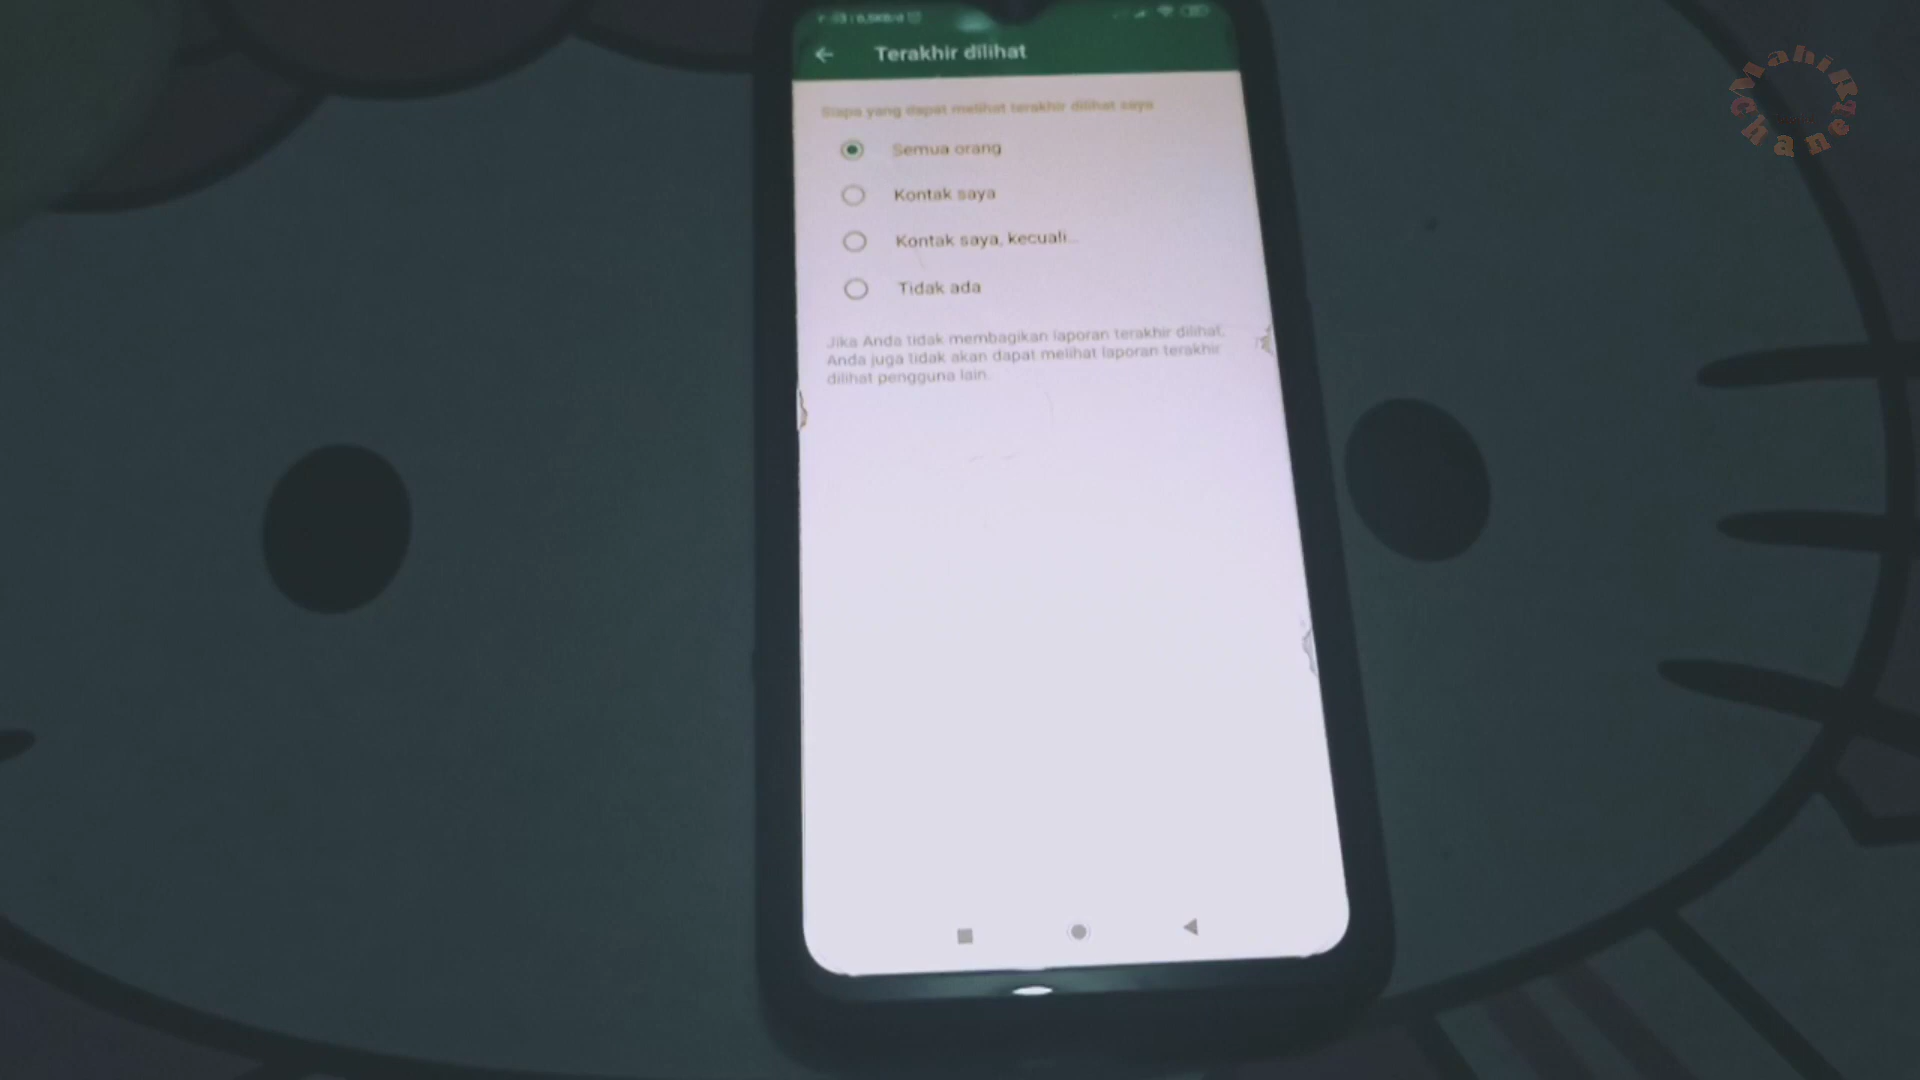 Terakhir dilihat
Siapa yang dapat melihat terakhir dilihat saya
Semua orang
Kontak saya
Kontak saya, kecuali...
Tidak ada
Jika Anda tidak membagikan laporan terakhir dilihat,
Anda juga tidak akan dapat melihat laporan terakhir
dilihat pengguna lain.